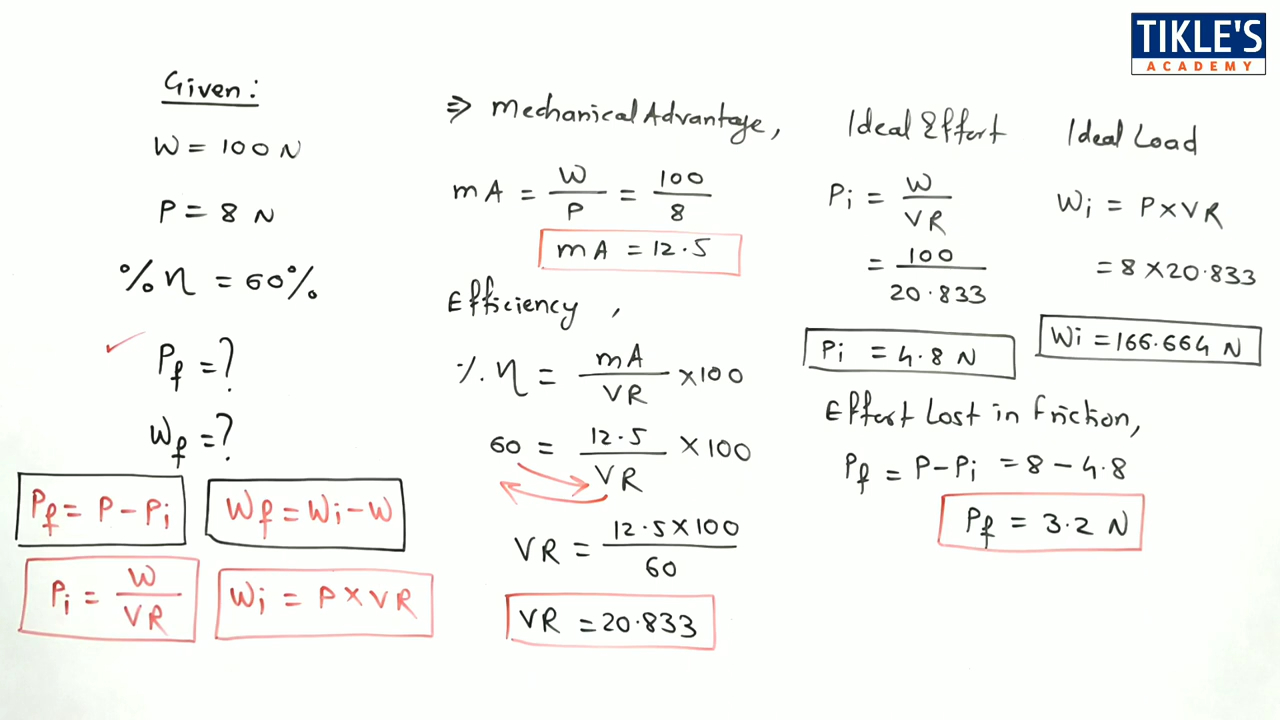 TIKLE'S
ACADEMY
Given:
W = 100 N
P = 8 N
% η = 60%
Pf = ?
Wf = ?
Pf = P - Pi
Wf = Wi - W
Pi = W / VR
Wi = P × VR
⇒ Mechanical Advantage,
mA = W / P = 100 / 8
mA = 12.5
Efficiency,
% η = mA / VR × 100
60 = 12.5 / VR × 100
VR = 12.5 × 100 / 60
VR = 20.833
Ideal Effort
Pi = W / VR
= 100 / 20.833
Pi = 4.8 N
Ideal Load
Wi = P × VR
= 8 × 20.833
Wi = 166.664 N
Effort Lost in friction,
Pf = P - Pi = 8 - 4.8
Pf = 3.2 N